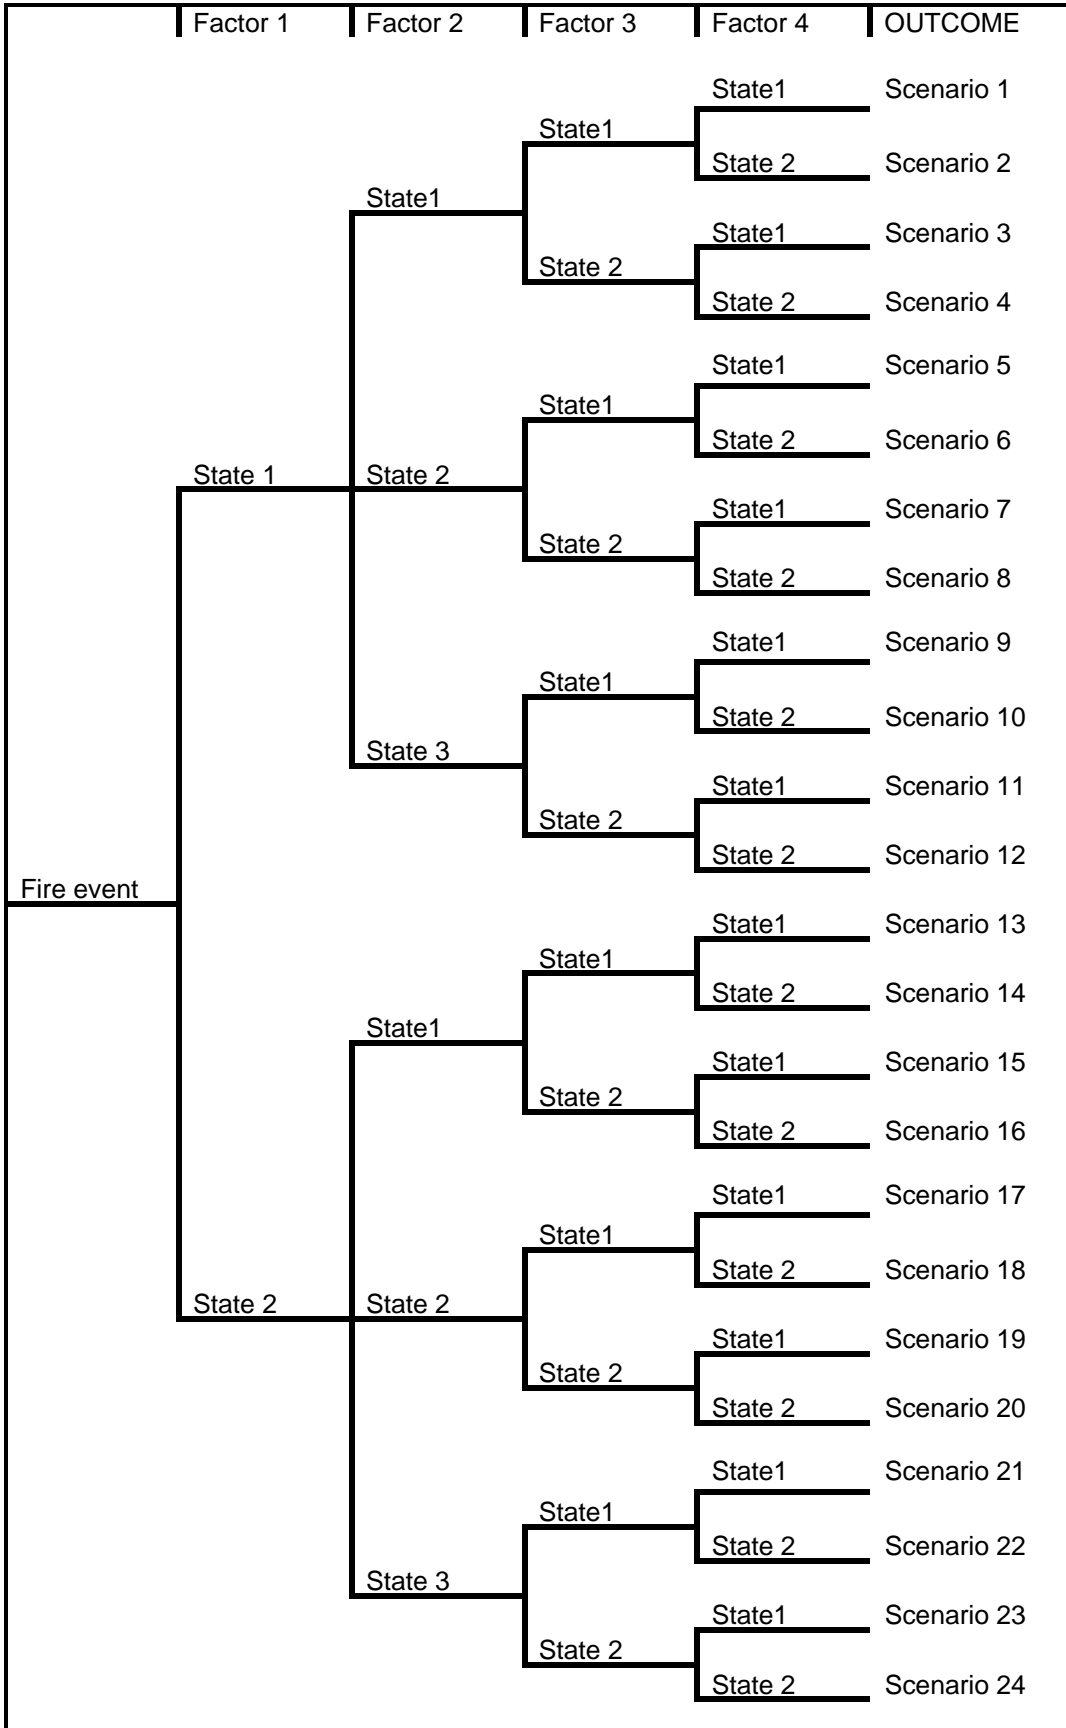 Factor 1 Factor 2 Factor 3 Factor 4 OUTCOME
State1 Scenario 1
State1
State 2 Scenario 2
State1
State1 Scenario 3
State 2
State 2 Scenario 4
State1 Scenario 5
State1
State 2 Scenario 6
State 1 State 2
State1 Scenario 7
State 2
State 2 Scenario 8
State1 Scenario 9
State1
State 2 Scenario 10
State 3
State1 Scenario 11
State 2
State 2 Scenario 12
Fire event
State1 Scenario 13
State1
State 2 Scenario 14
State1
State1 Scenario 15
State 2
State 2 Scenario 16
State1 Scenario 17
State1
State 2 Scenario 18
State 2 State 2
State1 Scenario 19
State 2
State 2 Scenario 20
State1 Scenario 21
State1
State 2 Scenario 22
State 3
State1 Scenario 23
State 2
State 2 Scenario 24